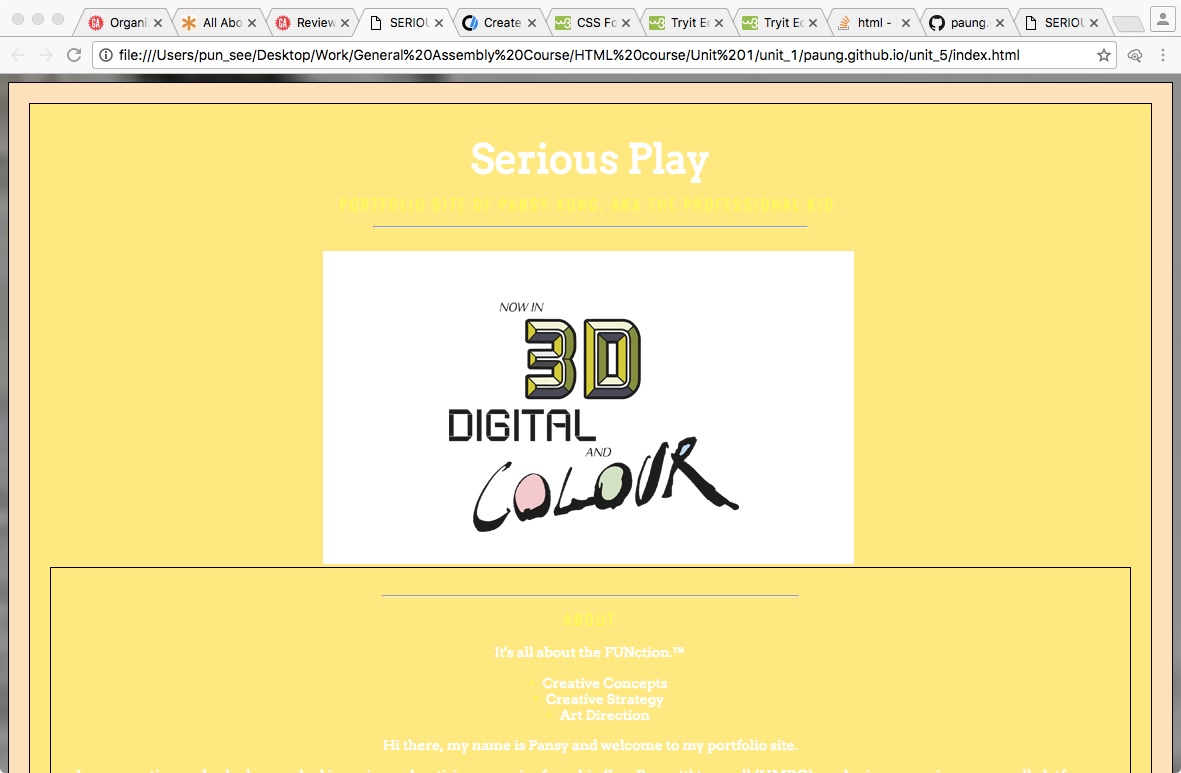 Organi
All Abo
Review
SERIOU
Create
CSS Fo
Tryit Ed
Tryit Ed
html -
paung.
SERIOU
file:///Users/pun_see/Desktop/Work/General%20Assembly%20Course/HTML%20course/Unit%201/unit_1/paung.github.io/unit_5/index.html
Serious Play
PORTFOLIO SITE OF PANSY AUNG, AKA THE PROFESSIONAL KID
NOW IN
3D
DIGITAL
AND
COLOUR
ABOUT
It's all about the FUNction.™
Creative Concepts
Creative Strategy
Art Direction
Hi there, my name is Pansy and welcome to my portfolio site.